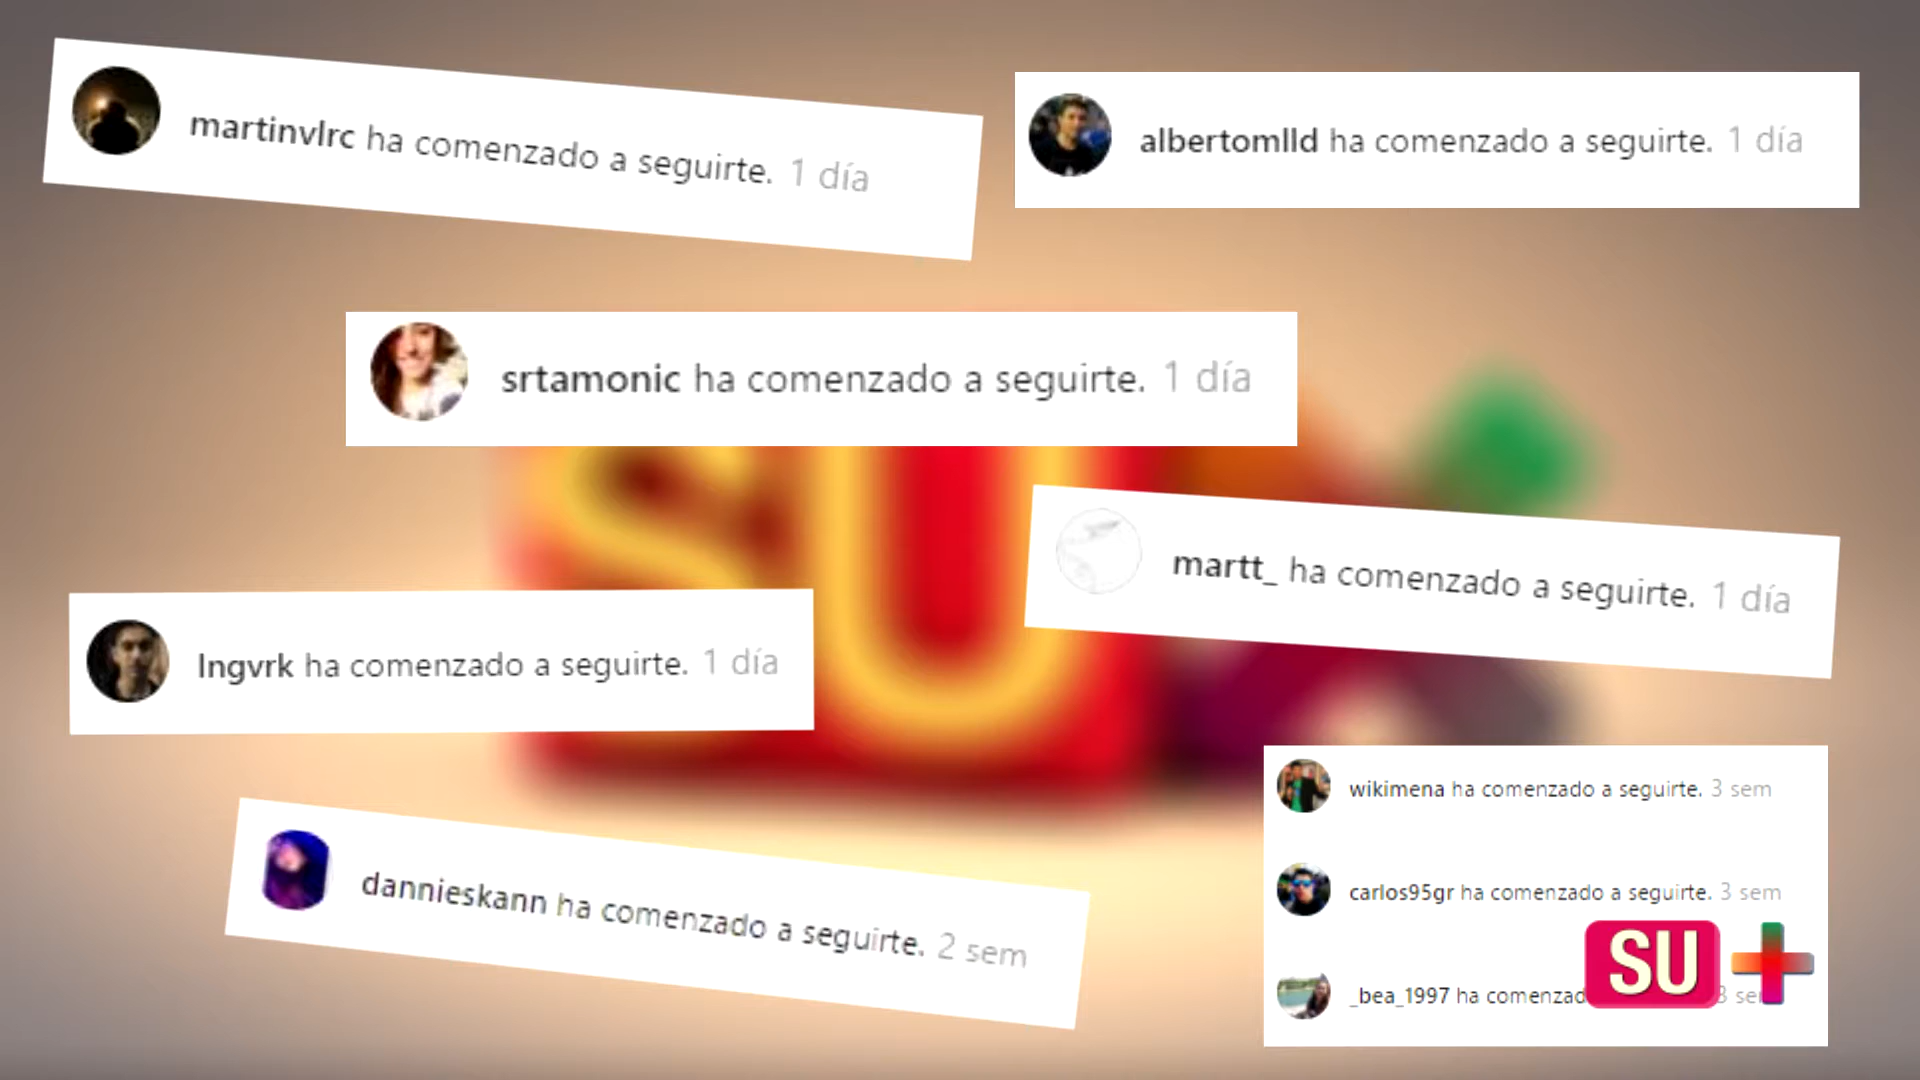 martinvlrc ha comenzado a seguirte. 1 día
albertomlld ha comenzado a seguirte. 1 día
srtamonic ha comenzado a seguirte. 1 día
SU
martt_ ha comenzado a seguirte. 1 día
lngvrk ha comenzado a seguirte. 1 día
wikimena ha comenzado a seguirte. 3 sem
dannieskann ha comenzado a seguirte. 2 sem
carlos95gr ha comenzado a seguirte. 3 sem
_bea_1997 ha
SU+